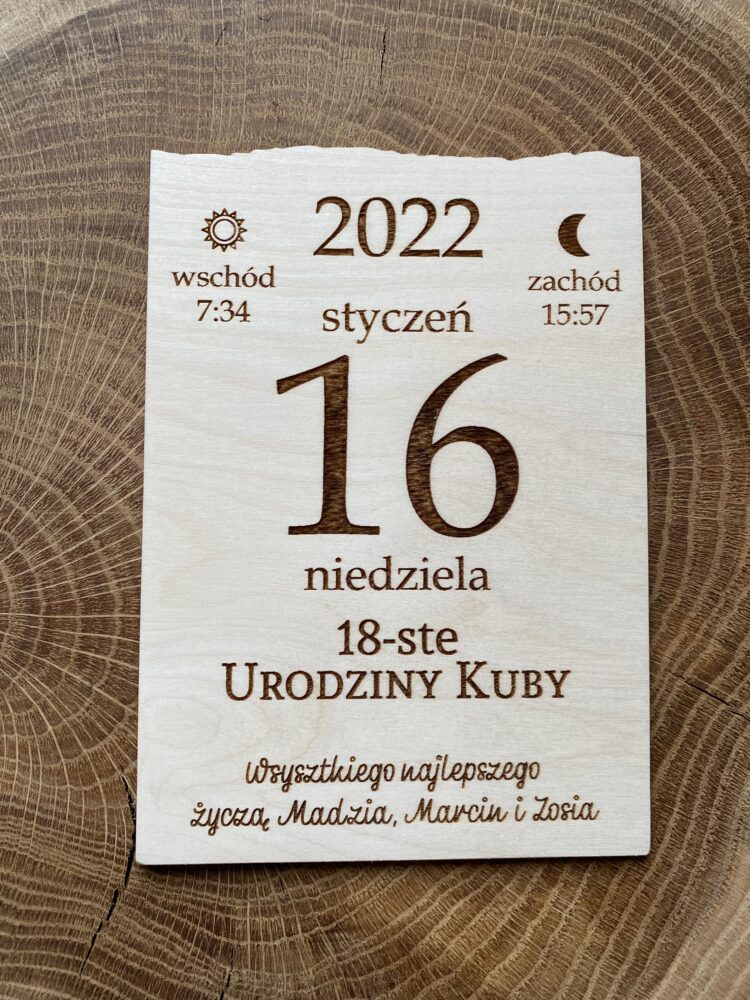 2022
wschód
7:34
zachód
15:57
styczeń
16
niedziela
18-ste
URODZINY KUBY
Wsysztkiego najlepszego
życzą, Madzia, Marcin i Zosia